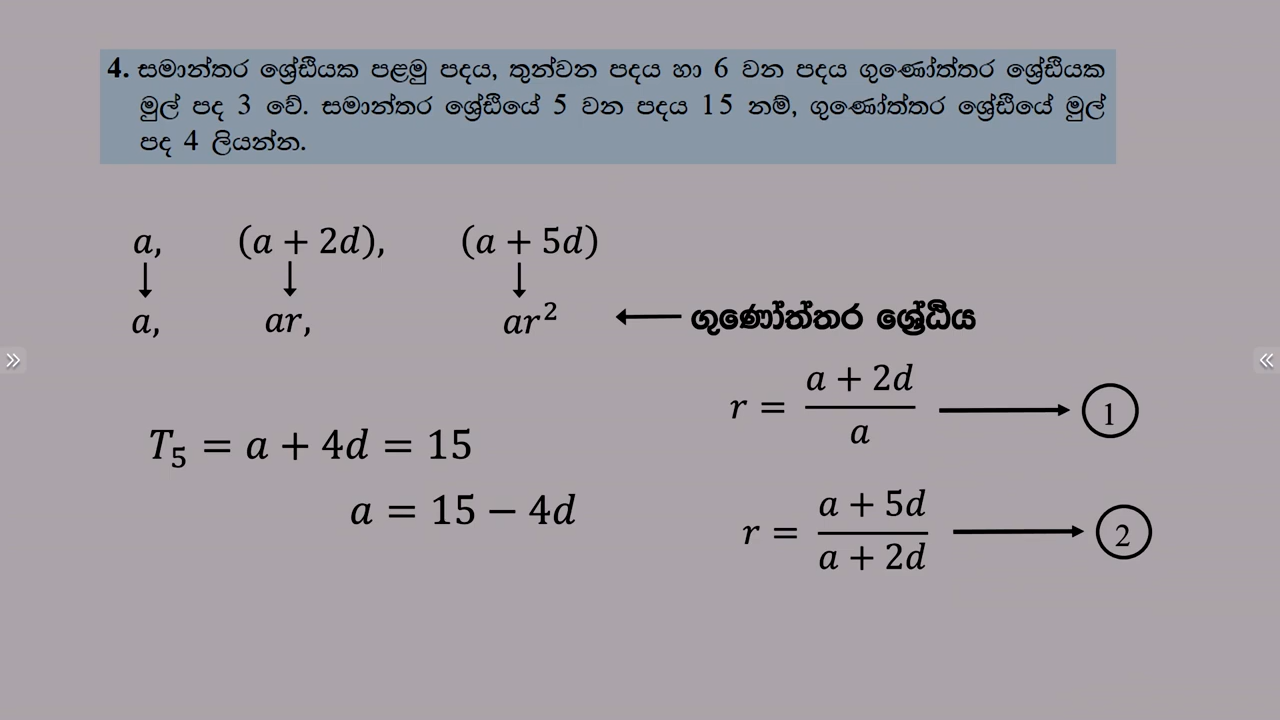 4. සමාන්තර ශ්‍රේඪියක පළමු පදය, තුන්වන පදය හා 6 වන පදය ගුණෝත්තර ශ්‍රේඪියක
මුල් පද 3 වේ. සමාන්තර ශ්‍රේඪියේ 5 වන පදය 15 නම්, ගුණෝත්තර ශ්‍රේඪියේ මුල්
පද 4 ලියන්න.
a, (a + 2d), (a + 5d)
↓ ↓ ↓
a, ar, ar² ← ගුණෝත්තර ශ්‍රේඨිය
r = (a + 2d)/a → ①
T₅ = a + 4d = 15
a = 15 − 4d
r = (a + 5d)/(a + 2d) → ②